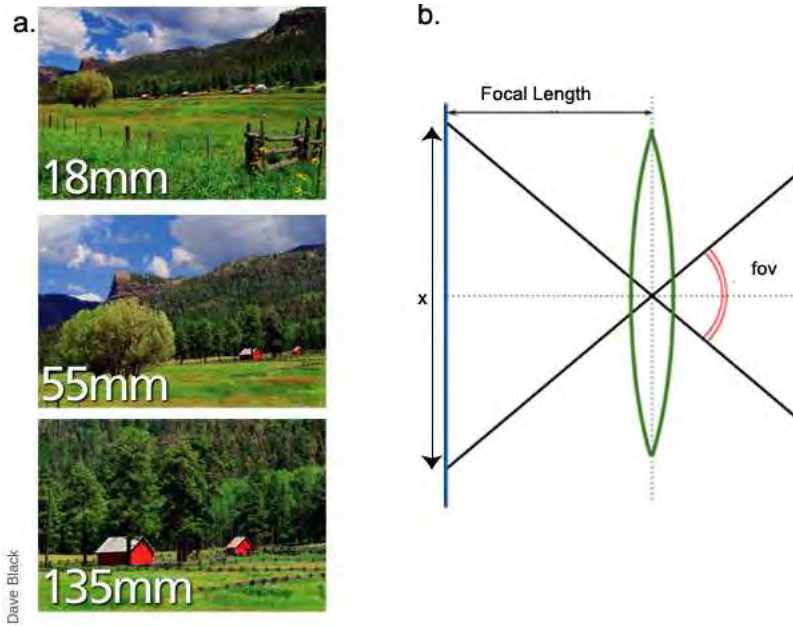 a.
18mm
55mm
135mm
Dave Black
b.
Focal Length
x
fov